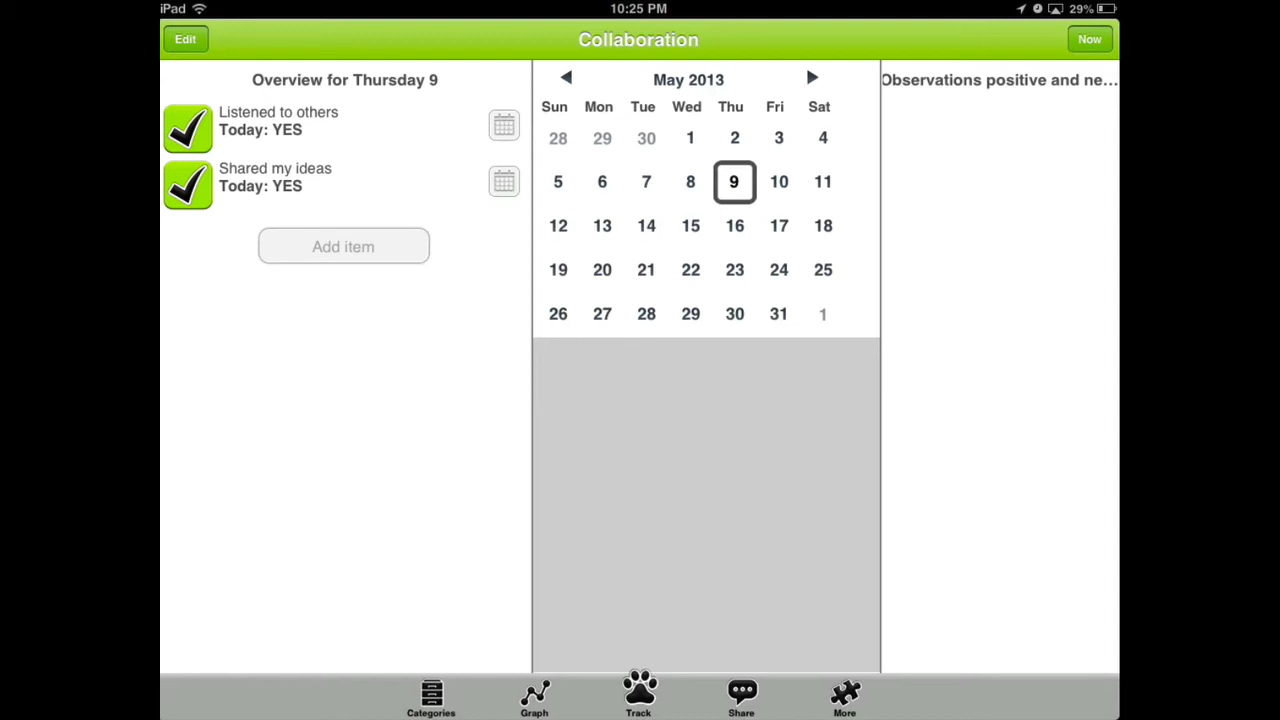 iPad 10:25 PM 29%
Edit Collaboration Now
Overview for Thursday 9
Listened to others
Today: YES
Shared my ideas
Today: YES
Add item
May 2013
Sun Mon Tue Wed Thu Fri Sat
28 29 30 1 2 3 4
5 6 7 8 9 10 11
12 13 14 15 16 17 18
19 20 21 22 23 24 25
26 27 28 29 30 31 1
Observations positive and ne...
Categories Graph Track Share More